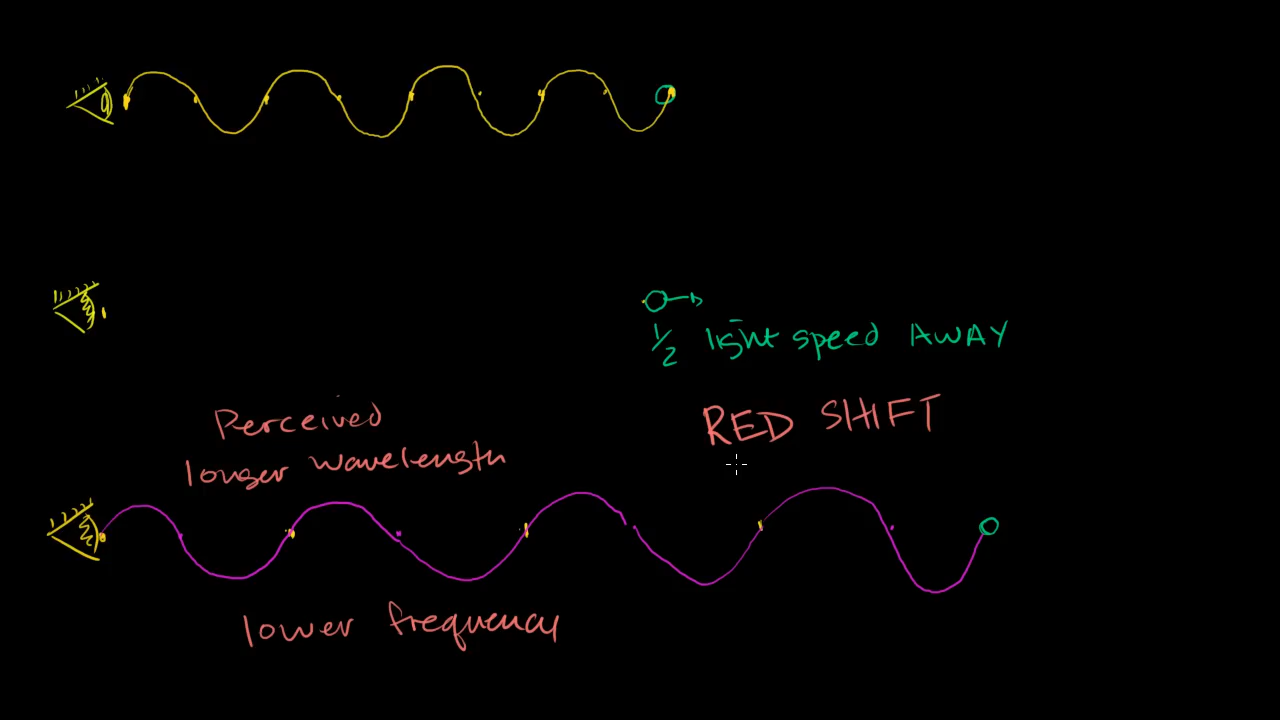 1/2 light speed AWAY
RED SHIFT
Perceived
longer wavelength
lower frequency